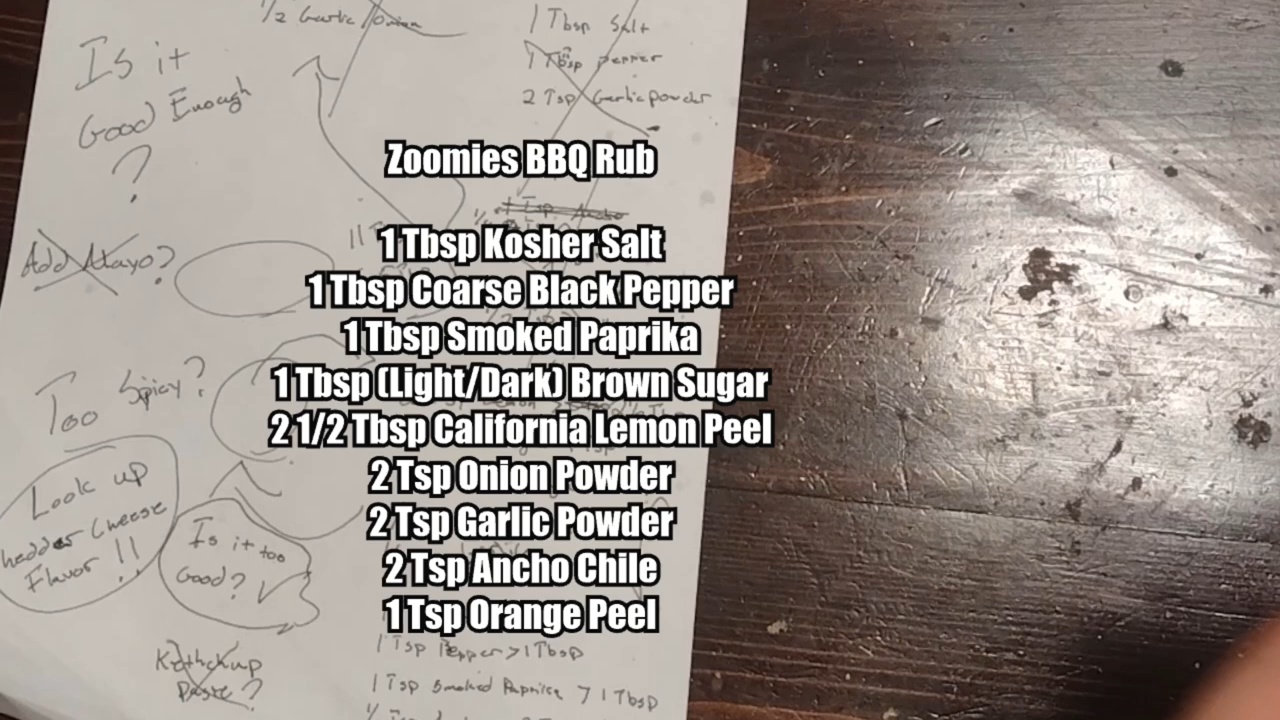 1/2 Garlic/Onion
1 Tbsp Salt
1 Tbsp pepper
2 Tsp Garlic powder
Is it
Good Enough
?
Zoomies BBQ Rub
1 Tbsp Kosher Salt
1 Tbsp Coarse Black Pepper
1 Tbsp Smoked Paprika
1 Tbsp (Light/Dark) Brown Sugar
2 1/2 Tbsp California Lemon Peel
2 Tsp Onion Powder
2 Tsp Garlic Powder
2 Tsp Ancho Chile
1 Tsp Orange Peel
Add Mayo?
Too Spicy?
Look up
hedder Cheese
Flavor !!
Is it too
Good?
Kethchup
Paste?
1 Tsp Pepper > 1 Tbsp
1 Tsp Smoked Paprika > 1 Tbsp